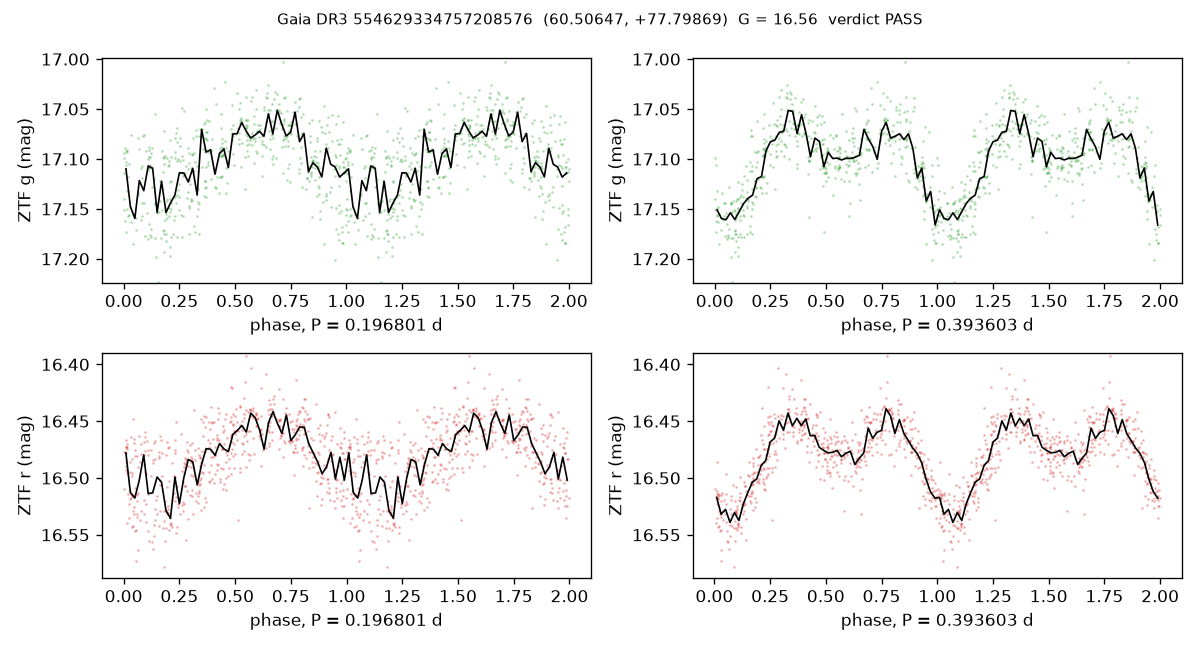 Gaia DR3 554629334757208576  (60.50647, +77.79869)  G = 16.56  verdict PASS
ZTF g (mag)
17.00
17.05
17.10
17.15
17.20
0.00 0.25 0.50 0.75 1.00 1.25 1.50 1.75 2.00
phase, P = 0.196801 d
ZTF g (mag)
17.00
17.05
17.10
17.15
17.20
0.00 0.25 0.50 0.75 1.00 1.25 1.50 1.75 2.00
phase, P = 0.393603 d
ZTF r (mag)
16.40
16.45
16.50
16.55
0.00 0.25 0.50 0.75 1.00 1.25 1.50 1.75 2.00
phase, P = 0.196801 d
ZTF r (mag)
16.40
16.45
16.50
16.55
0.00 0.25 0.50 0.75 1.00 1.25 1.50 1.75 2.00
phase, P = 0.393603 d